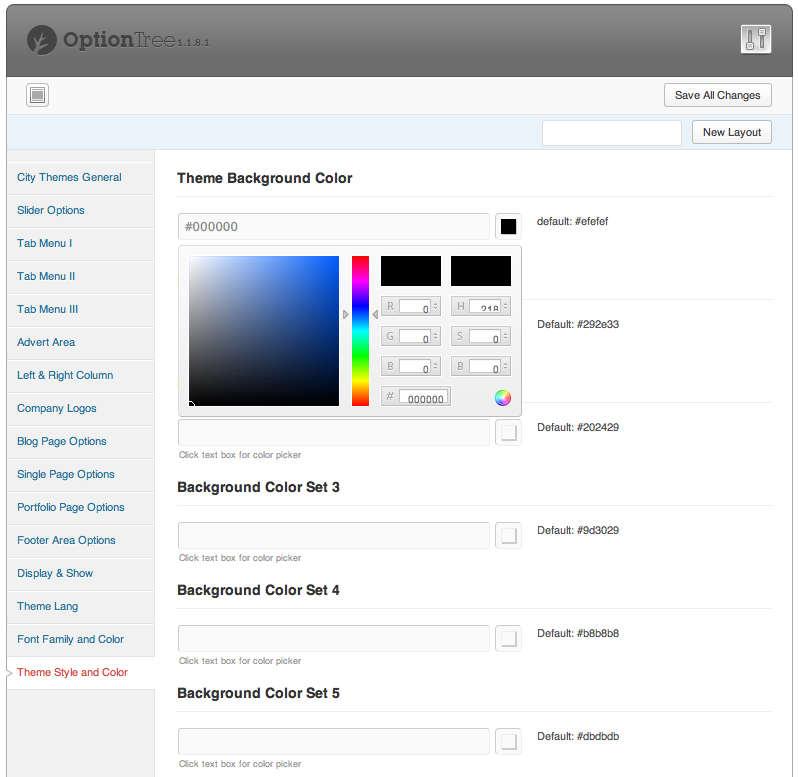 OptionTree 1.1.8.1
Save All Changes
New Layout
City Themes General
Slider Options
Tab Menu I
Tab Menu II
Tab Menu III
Advert Area
Left & Right Column
Company Logos
Blog Page Options
Single Page Options
Portfolio Page Options
Footer Area Options
Display & Show
Theme Lang
Font Family and Color
Theme Style and Color
Theme Background Color
#000000
default: #efefef
R 0 H 218
G 0 S 0
B 0 B 0
# 000000
Default: #292e33
Default: #202429
Click text box for color picker
Background Color Set 3
Default: #9d3029
Click text box for color picker
Background Color Set 4
Default: #b8b8b8
Click text box for color picker
Background Color Set 5
Default: #dbdbdb
Click text box for color picker